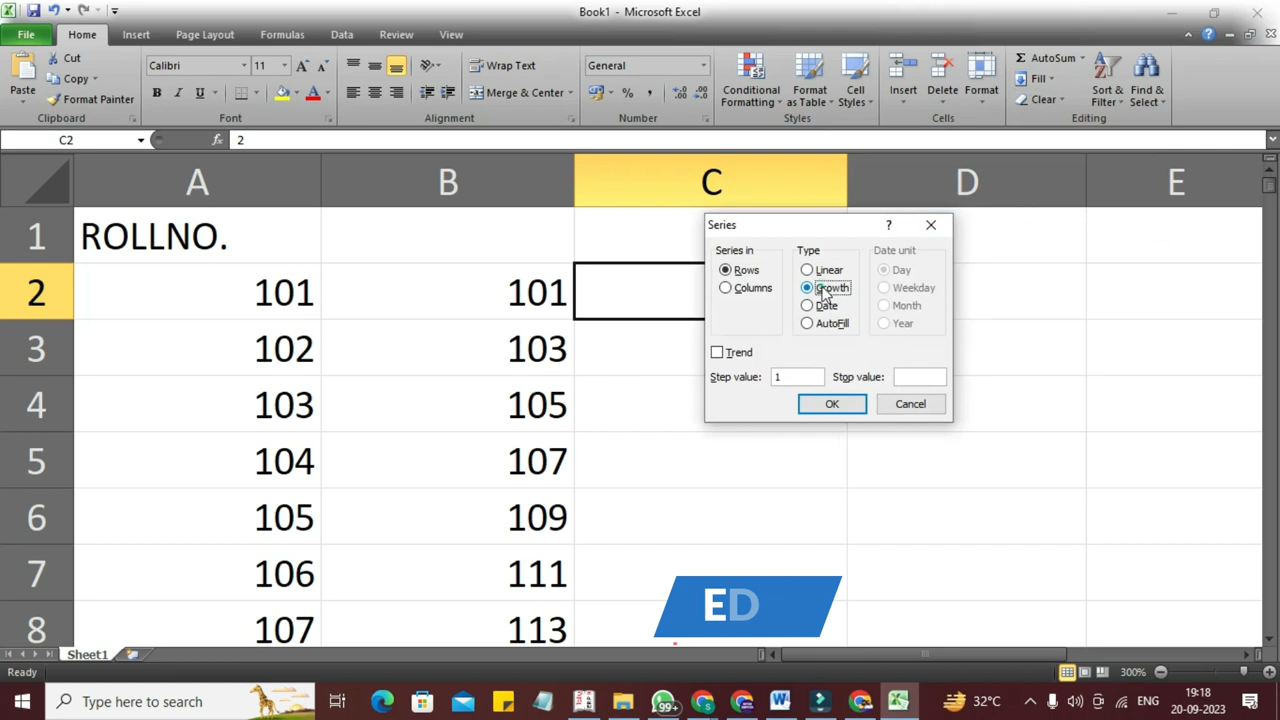 Book1 - Microsoft Excel
File Home Insert Page Layout Formulas Data Review View
Paste
Cut
Copy
Format Painter
Clipboard
Calibri 11
B I U
Font
Wrap Text
Merge & Center
Alignment
General
% ,
Number
Conditional Formatting
Format as Table
Cell Styles
Styles
Insert
Delete
Format
Cells
Σ AutoSum
Fill
Clear
Sort & Filter
Find & Select
Editing
C2 fx 2
A B C D E
1 ROLLNO.
2 101 101
3 102 103
4 103 105
5 104 107
6 105 109
7 106 111
8 107 113
Series ?
Series in
Rows
Columns
Type
Linear
Growth
Date
AutoFill
Date unit
Day
Weekday
Month
Year
Trend
Step value: 1 Stop value:
OK Cancel
ED
Sheet1
Ready 300%
Type here to search
99+
32°C
ENG
19:18
20-09-2023